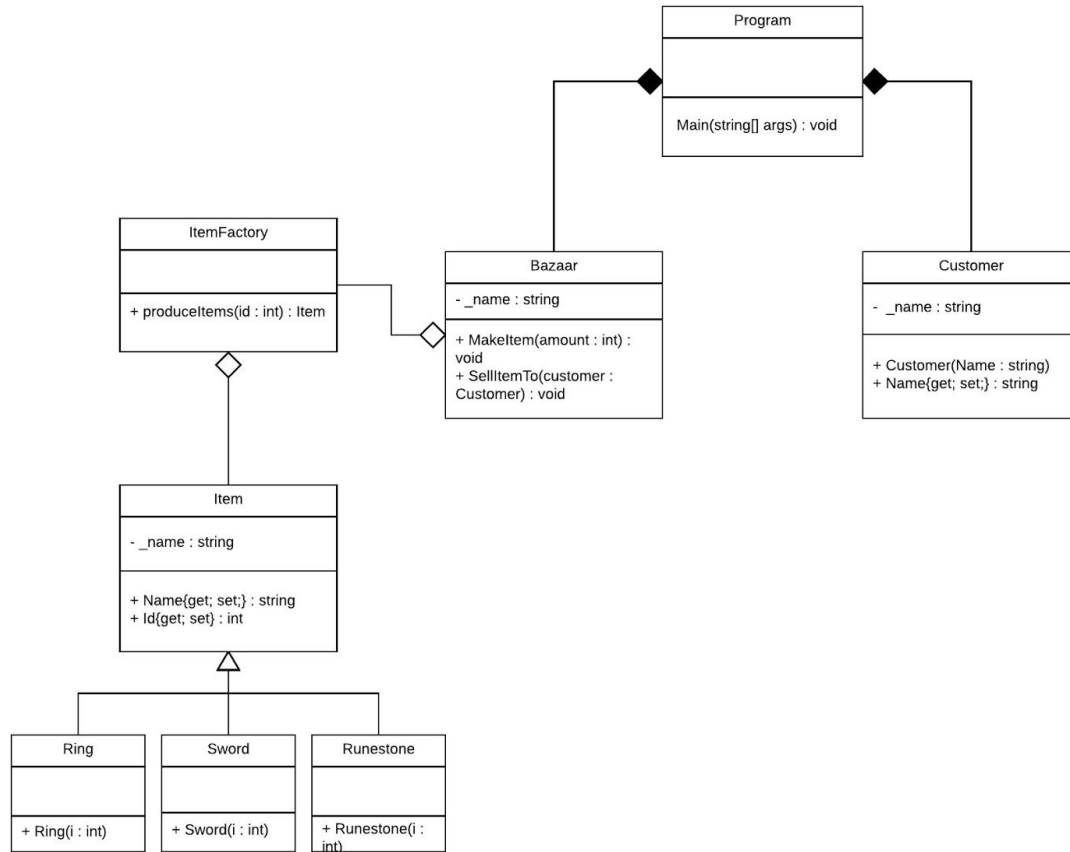 Program
Main(string[] args) : void
ItemFactory
+ produceItems(id : int) : Item
Bazaar
- _name : string
+ MakeItem(amount : int) :
void
+ SellItemTo(customer :
Customer) : void
Customer
- _name : string
+ Customer(Name : string)
+ Name{get; set;} : string
Item
- _name : string
+ Name{get; set;} : string
+ Id{get; set} : int
Ring
+ Ring(i : int)
Sword
+ Sword(i : int)
Runestone
+ Runestone(i :
int)